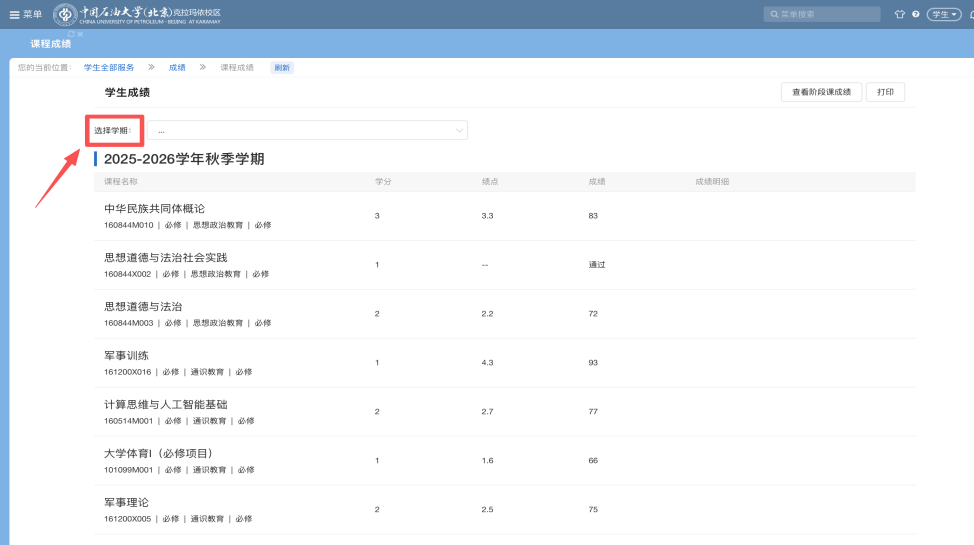 菜单
中国石油大学(北京)克拉玛依校区
CHINA UNIVERSITY OF PETROLEUM-BEIJING AT KARAMAY
菜单搜索
学生
课程成绩
您的当前位置: 学生全部服务 >> 成绩 >> 课程成绩 刷新
学生成绩
查看阶段课成绩 打印
选择学期: ...
2025-2026学年秋季学期
课程名称 学分 绩点 成绩 成绩明细
中华民族共同体概论
160844M010 | 必修 | 思想政治教育 | 必修
3 3.3 83
思想道德与法治社会实践
160844X002 | 必修 | 思想政治教育 | 必修
1 -- 通过
思想道德与法治
160844M003 | 必修 | 思想政治教育 | 必修
2 2.2 72
军事训练
161200X016 | 必修 | 通识教育 | 必修
1 4.3 93
计算思维与人工智能基础
160514M001 | 必修 | 通识教育 | 必修
2 2.7 77
大学体育I（必修项目）
101099M001 | 必修 | 通识教育 | 必修
1 1.6 66
军事理论
161200X005 | 必修 | 通识教育 | 必修
2 2.5 75